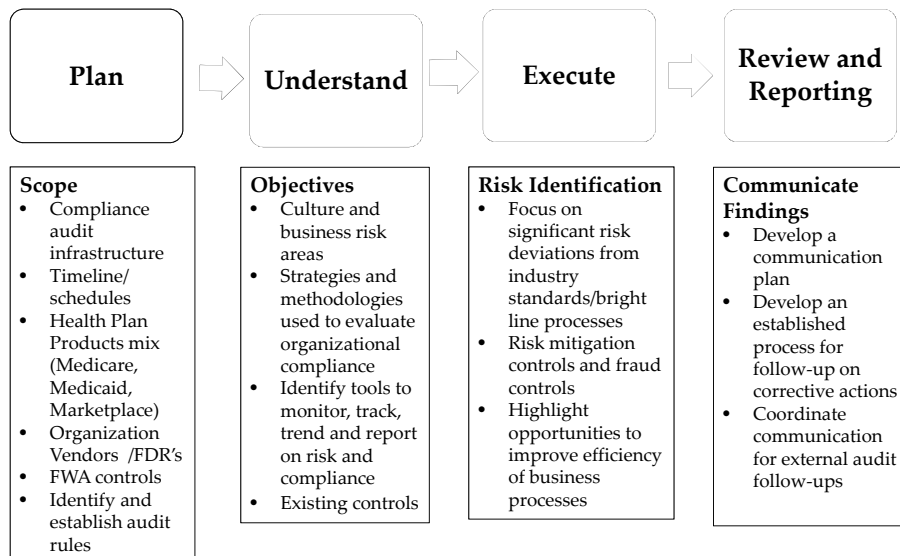 Plan
Understand
Execute
Review and
Reporting
Scope
• Compliance
audit
infrastructure
• Timeline/
schedules
• Health Plan
Products mix
(Medicare,
Medicaid,
Marketplace)
• Organization
Vendors /FDR's
• FWA controls
• Identify and
establish audit
rules
Objectives
• Culture and
business risk
areas
• Strategies and
methodologies
used to evaluate
organizational
compliance
• Identify tools to
monitor, track,
trend and report
on risk and
compliance
• Existing controls
Risk Identification
• Focus on
significant risk
deviations from
industry
standards/bright
line processes
• Risk mitigation
controls and fraud
controls
• Highlight
opportunities to
improve efficiency
of business
processes
Communicate
Findings
• Develop a
communication
plan
• Develop an
established
process for
follow-up on
corrective actions
• Coordinate
communication
for external audit
follow-ups